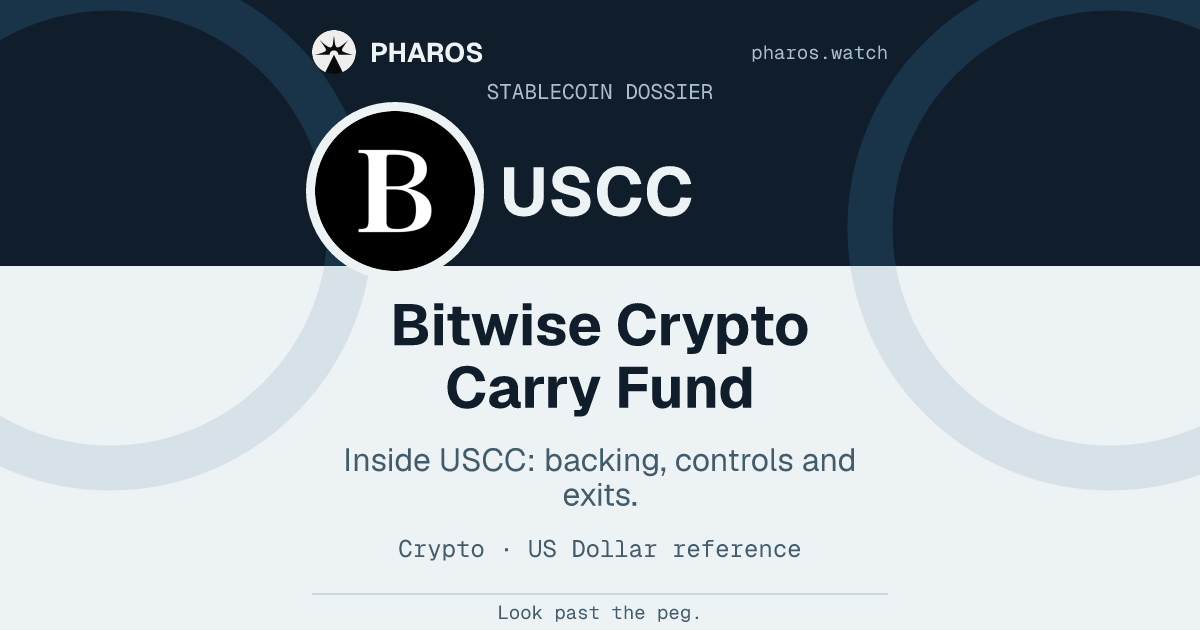 PHAROS
pharos.watch
STABLECOIN DOSSIER
B
USCC
Bitwise Crypto
Carry Fund
Inside USCC: backing, controls and
exits.
Crypto · US Dollar reference
Look past the peg.